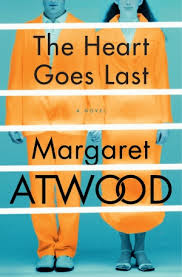 The Heart
Goes Last
A NOVEL
Margaret
ATWOOD